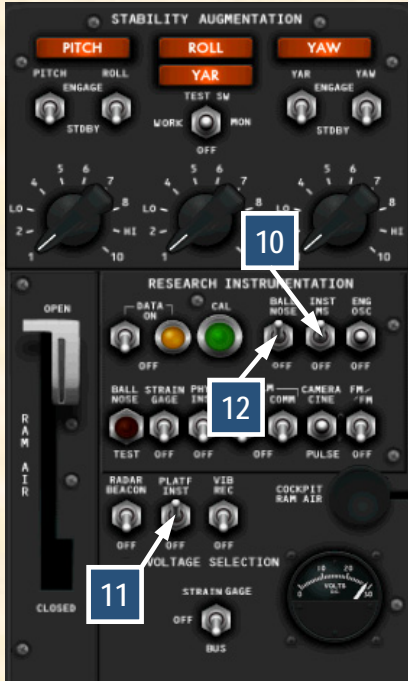 STABILITY AUGMENTATION
PITCH ROLL YAW
YAR
PITCH ROLL
ENGAGE
STDBY
TEST SW
WORK MON
OFF
YAR YAW
ENGAGE
STDBY
LO 1 2 4 5 6 7 8 HI 10
LO 1 2 4 5 6 7 8 10
LO 2 4 5 6 7 8 HI 10
10
RESEARCH INSTRUMENTATION
OPEN
DATA ON
OFF
CAL
BALL NOSE
OFF
INST
OFF
ENG OSC
OFF
12
BALL NOSE
TEST
STRAIN GAGE
OFF
OFF
COMM
OFF
CAMERA CINE
PULSE
FM/FM
OFF
RAM AIR
CLOSED
RADAR BEACON
OFF
PLATF INST
OFF
VIB REC
OFF
COCKPIT RAM AIR
11
VOLTAGE SELECTION
STRAIN GAGE
OFF
BUS
0 10 20 30
VOLTS
D.C.